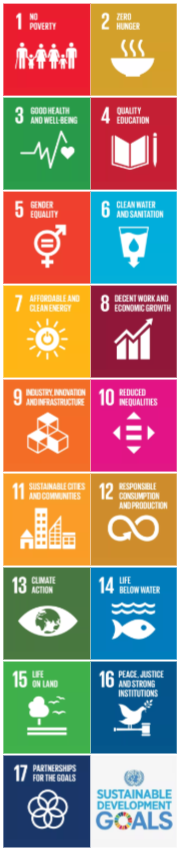 1 NO
POVERTY
2 ZERO
HUNGER
3 GOOD HEALTH
AND WELL-BEING
4 QUALITY
EDUCATION
5 GENDER
EQUALITY
6 CLEAN WATER
AND SANITATION
7 AFFORDABLE AND
CLEAN ENERGY
8 DECENT WORK AND
ECONOMIC GROWTH
9 INDUSTRY, INNOVATION
AND INFRASTRUCTURE
10 REDUCED
INEQUALITIES
11 SUSTAINABLE CITIES
AND COMMUNITIES
12 RESPONSIBLE
CONSUMPTION
AND PRODUCTION
13 CLIMATE
ACTION
14 LIFE
BELOW WATER
15 LIFE
ON LAND
16 PEACE, JUSTICE
AND STRONG
INSTITUTIONS
17 PARTNERSHIPS
FOR THE GOALS
SUSTAINABLE
DEVELOPMENT
GOALS